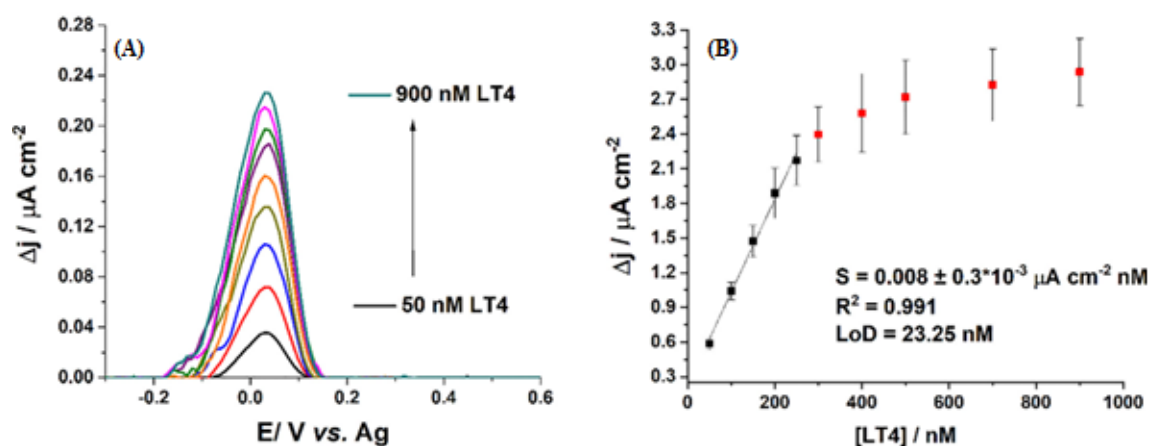 (A)
Δj / μA cm-2
0.28
0.24
0.20
0.16
0.12
0.08
0.04
0.00
900 nM LT4
50 nM LT4
-0.2
0.0
0.2
0.4
0.6
E/ V vs. Ag
(B)
Δj / μA cm-2
3.3
3.0
2.7
2.4
2.1
1.8
1.5
1.2
0.9
0.6
0.3
S = 0.008 ± 0.3*10-3 μA cm-2 nM
R2 = 0.991
LoD = 23.25 nM
0
200
400
600
800
1000
[LT4] / nM